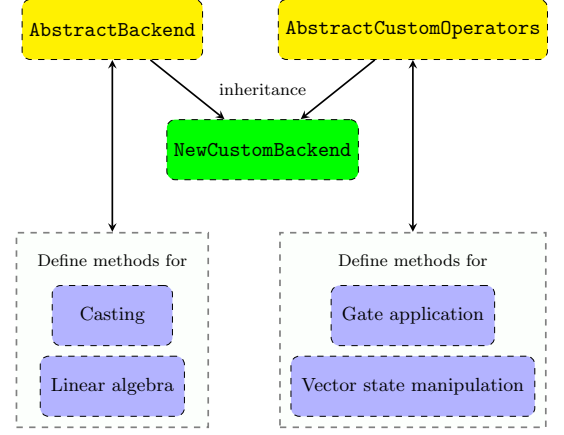 AbstractBackend
AbstractCustomOperators
inheritance
NewCustomBackend
Define methods for
Casting
Linear algebra
Define methods for
Gate application
Vector state manipulation